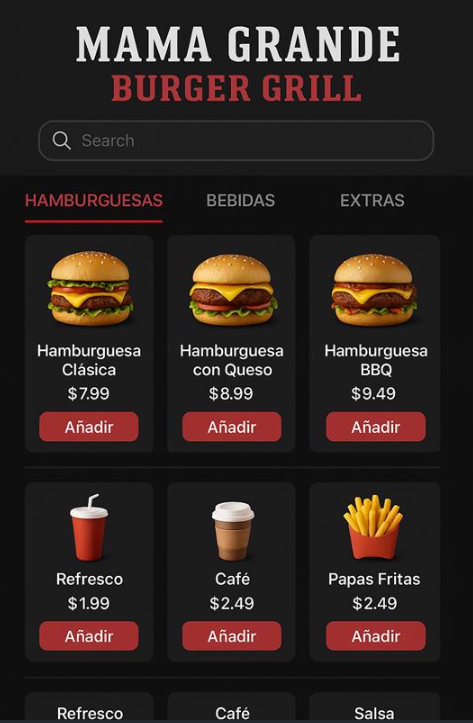 MAMA GRANDE
BURGER GRILL
Search
HAMBURGUESAS BEBIDAS EXTRAS
Hamburguesa Clásica
$7.99
Añadir
Hamburguesa con Queso
$8.99
Añadir
Hamburguesa BBQ
$9.49
Añadir
Refresco
$1.99
Añadir
Café
$2.49
Añadir
Papas Fritas
$2.49
Añadir
Refresco
Café
Salsa